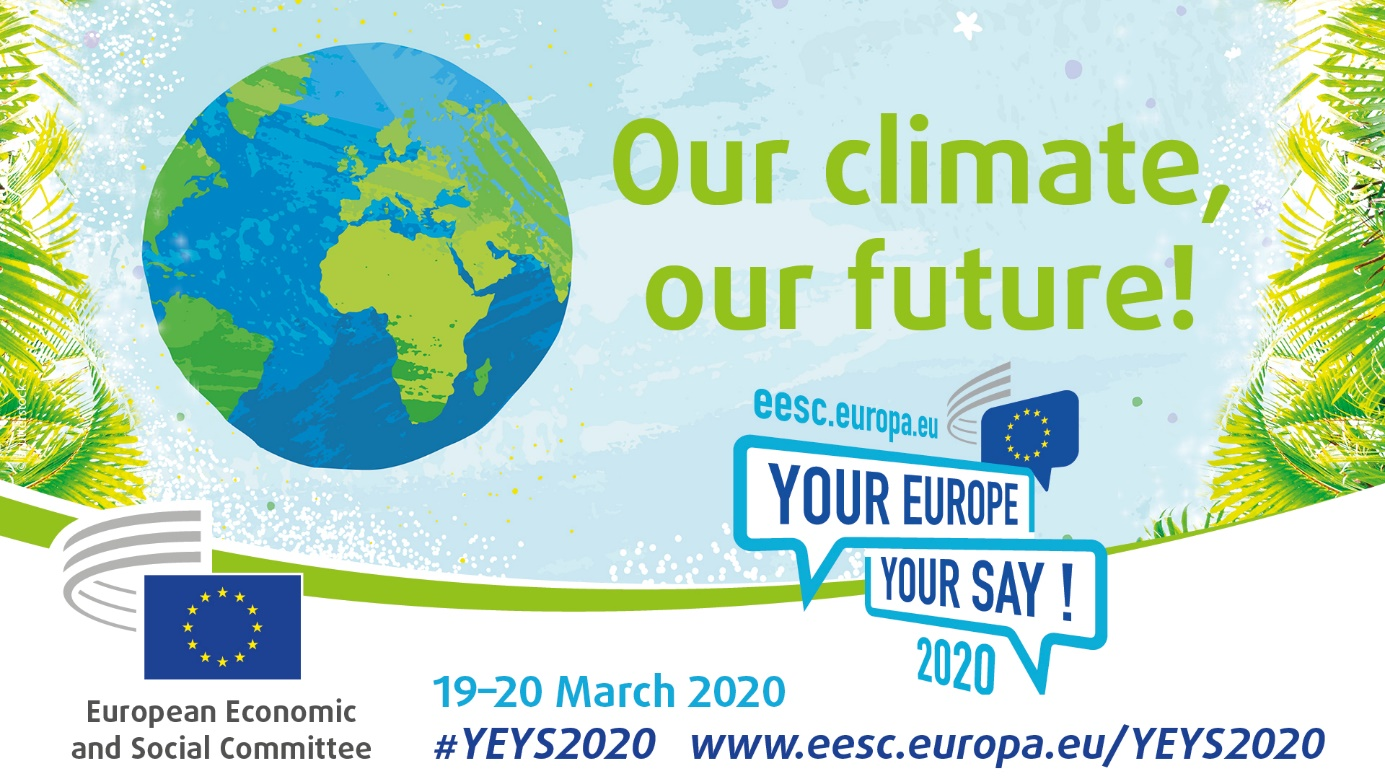 Our climate,
our future!
eesc.europa.eu
YOUR EUROPE
YOUR SAY !
2020
European Economic
and Social Committee
19–20 March 2020
#YEYS2020 www.eesc.europa.eu/YEYS2020
© shutterstock